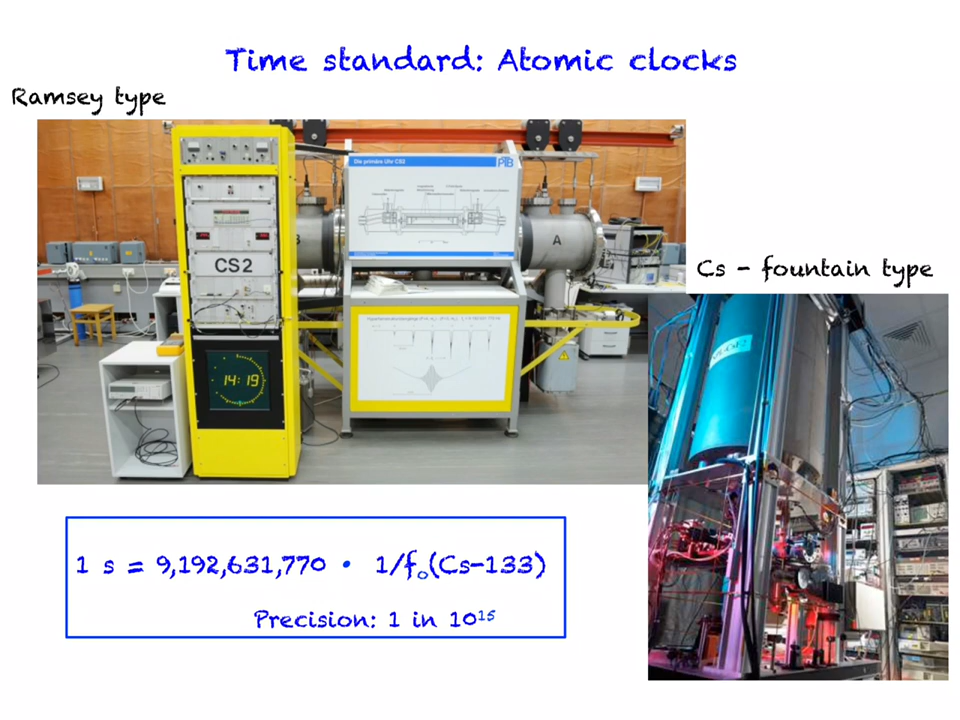 Time standard: Atomic clocks
Ramsey type
Die primäre Uhr CS2
PTB
B
A
CS2
14:19
Cs - fountain type
1 s = 9,192,631,770 • 1/f₀(Cs-133)
Precision: 1 in 10¹⁵